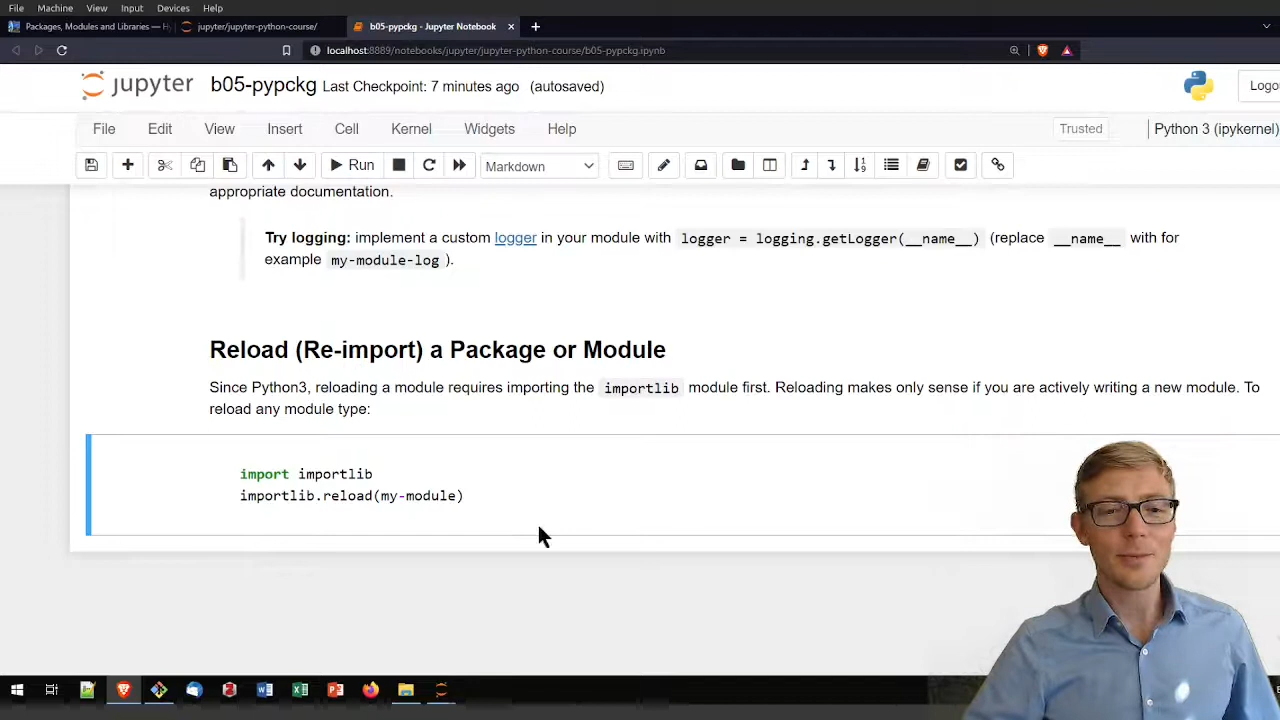 File Machine View Input Devices Help
Packages, Modules and Libraries — Hy
jupyter/jupyter-python-course/
b05-pypckg - Jupyter Notebook
localhost:8889/notebooks/jupyter/jupyter-python-course/b05-pypckg.ipynb
jupyter b05-pypckg Last Checkpoint: 7 minutes ago (autosaved)
Logo
File Edit View Insert Cell Kernel Widgets Help
Trusted
Python 3 (ipykernel)
Run
Markdown
appropriate documentation.
Try logging: implement a custom logger in your module with logger = logging.getLogger(__name__) (replace __name__ with for
example my-module-log ).
Reload (Re-import) a Package or Module
Since Python3, reloading a module requires importing the importlib module first. Reloading makes only sense if you are actively writing a new module. To
reload any module type:
import importlib
importlib.reload(my-module)